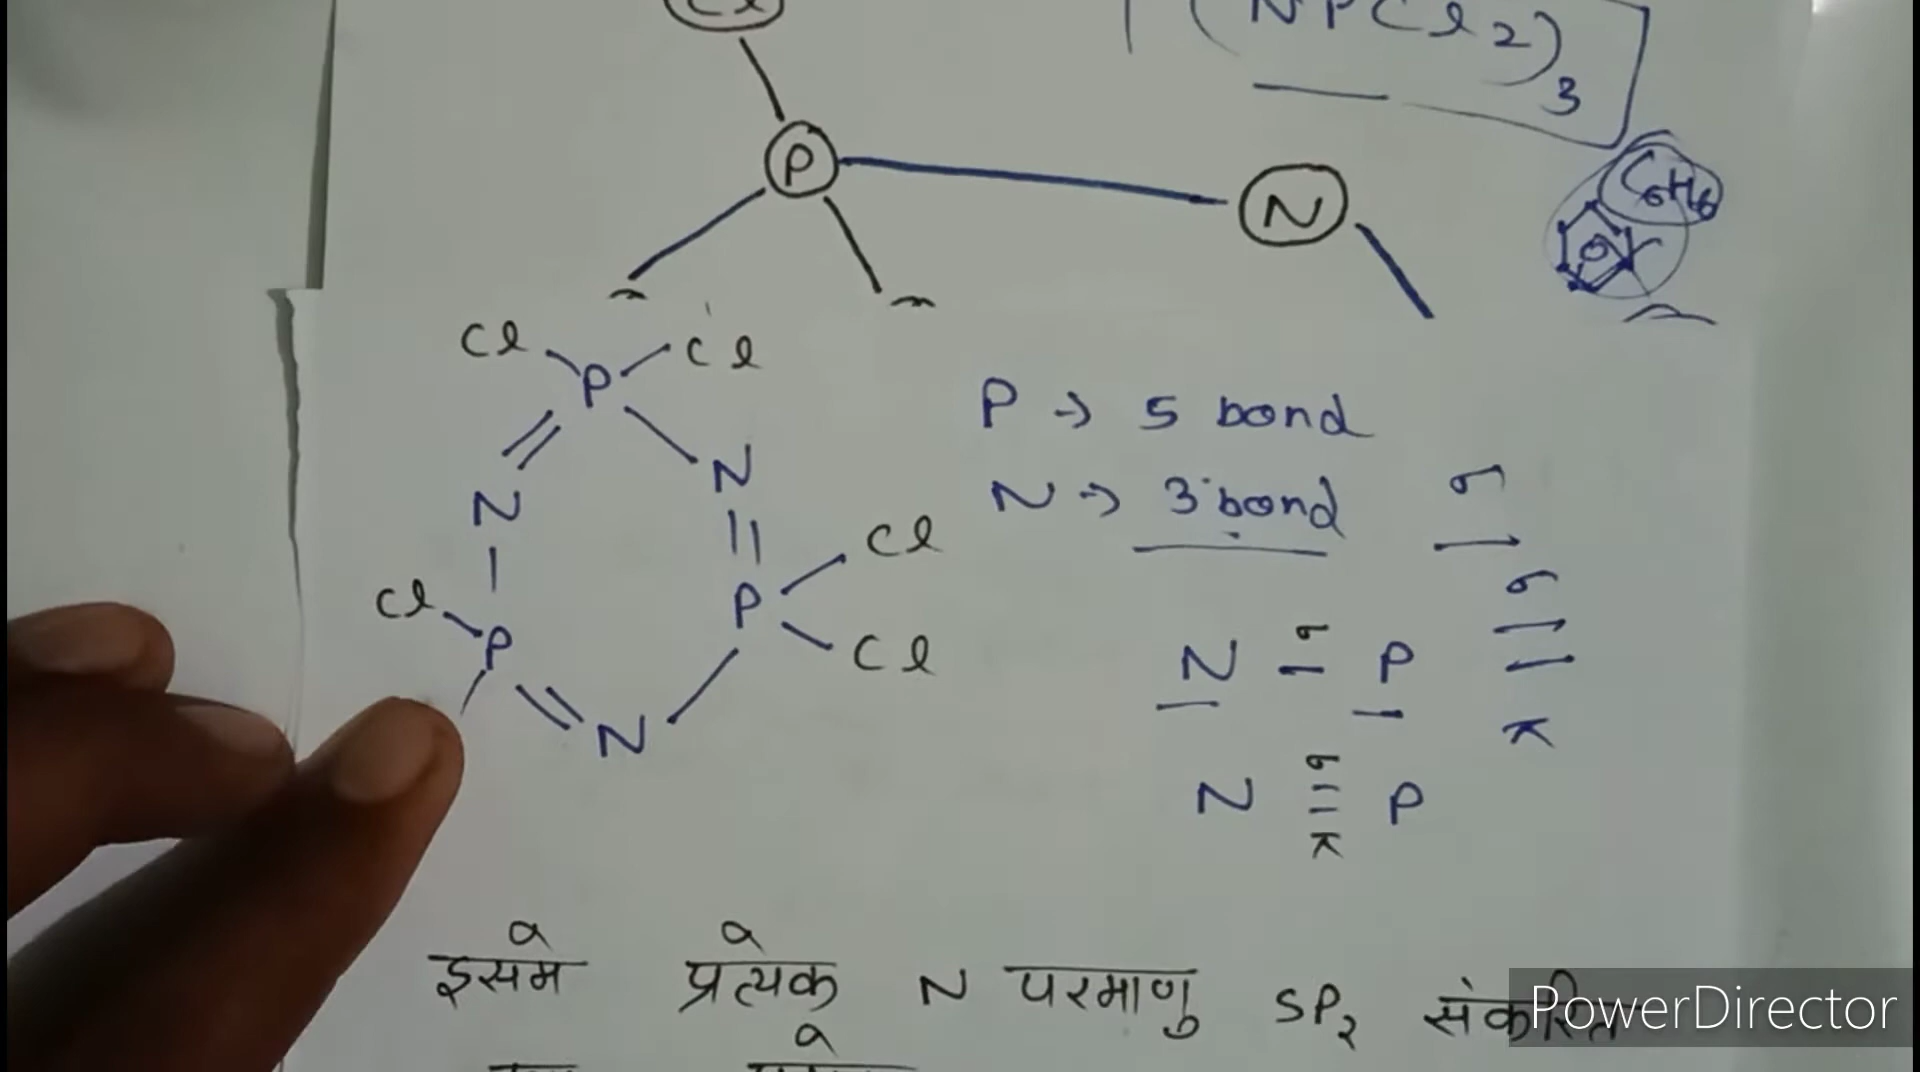 Cl
(NPCl2)3
P
N
C6H6
Cl Cl
P
P → 5 bond
N
N → 3 bond
σ
N
Cl
σ
Cl
P
P
N σ P
Cl
π
N
σ
N P
π
इसमे प्रत्येक N परमाणु SP2 संकरित
PowerDirector